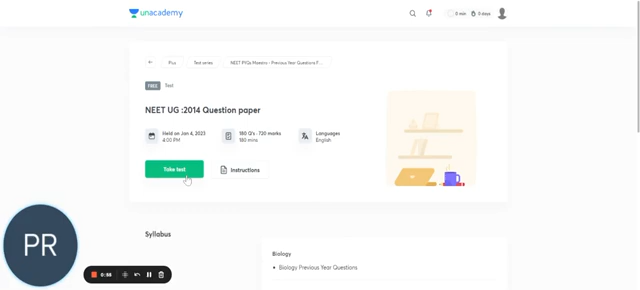 unacademy
0 min
0 days
Plus
Test series
NEET PYQs Maestro - Previous Year Questions F...
FREE
Test
NEET UG :2014 Question paper
Held on Jan 4, 2023
4:00 PM
180 Q's · 720 marks
180 mins
Languages
English
Take test
Instructions
Syllabus
Biology
Biology Previous Year Questions
PR